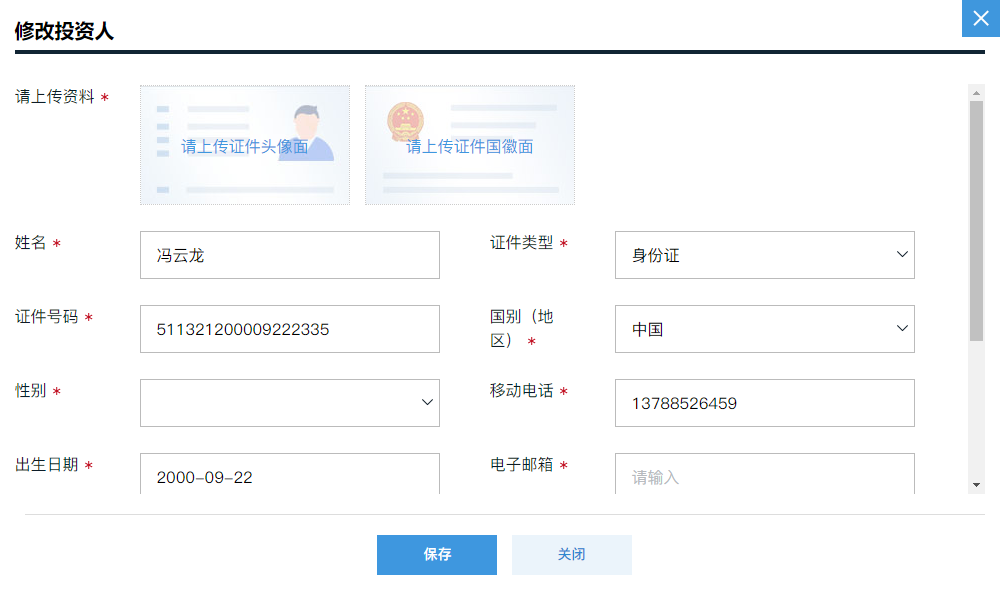 修改投资人
请上传资料 *
请上传证件头像面
请上传证件国徽面
姓名 *
冯云龙
证件类型 *
身份证
证件号码 *
511321200009222335
国别（地
区） *
中国
性别 *
移动电话 *
13788526459
出生日期 *
2000-09-22
电子邮箱 *
请输入
保存
关闭